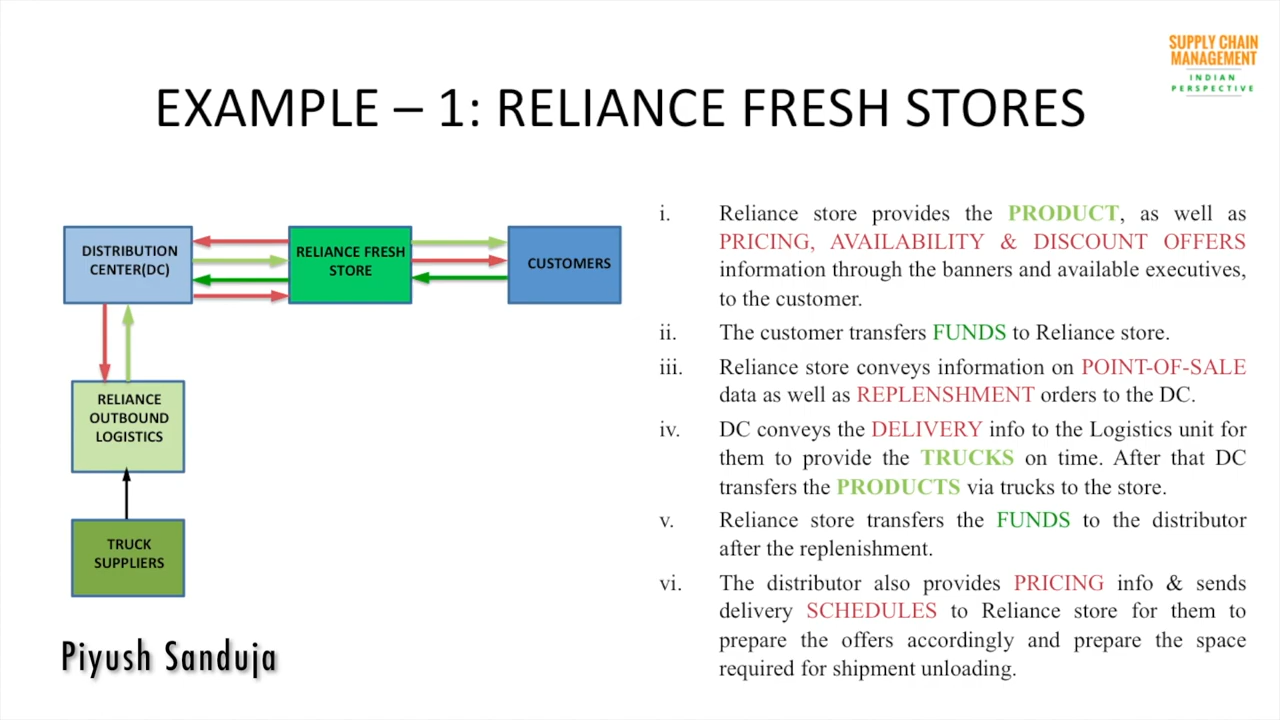 SUPPLY CHAIN
MANAGEMENT
INDIAN
PERSPECTIVE
EXAMPLE – 1: RELIANCE FRESH STORES
DISTRIBUTION
CENTER(DC)
RELIANCE FRESH
STORE
CUSTOMERS
RELIANCE
OUTBOUND
LOGISTICS
TRUCK
SUPPLIERS
Piyush Sanduja
i. Reliance store provides the PRODUCT, as well as
PRICING, AVAILABILITY & DISCOUNT OFFERS
information through the banners and available executives,
to the customer.
ii. The customer transfers FUNDS to Reliance store.
iii. Reliance store conveys information on POINT-OF-SALE
data as well as REPLENSHMENT orders to the DC.
iv. DC conveys the DELIVERY info to the Logistics unit for
them to provide the TRUCKS on time. After that DC
transfers the PRODUCTS via trucks to the store.
v. Reliance store transfers the FUNDS to the distributor
after the replenishment.
vi. The distributor also provides PRICING info & sends
delivery SCHEDULES to Reliance store for them to
prepare the offers accordingly and prepare the space
required for shipment unloading.